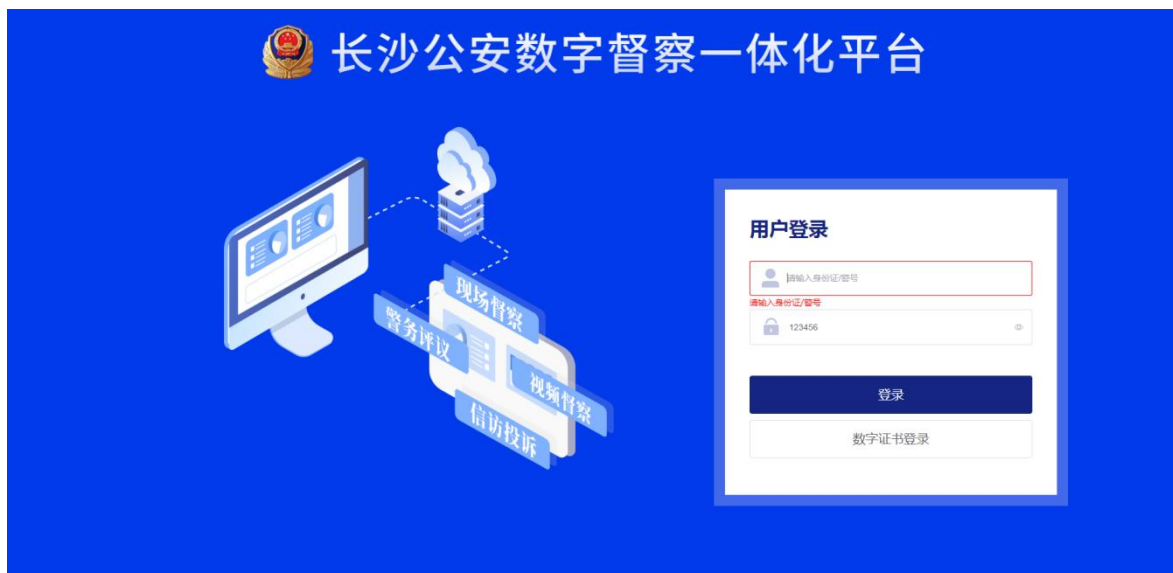 长沙公安数字督察一体化平台
现场督察
警务评议
视频督察
信访投诉
用户登录
请输入身份证/警号
请输入身份证/警号
123456
登录
数字证书登录